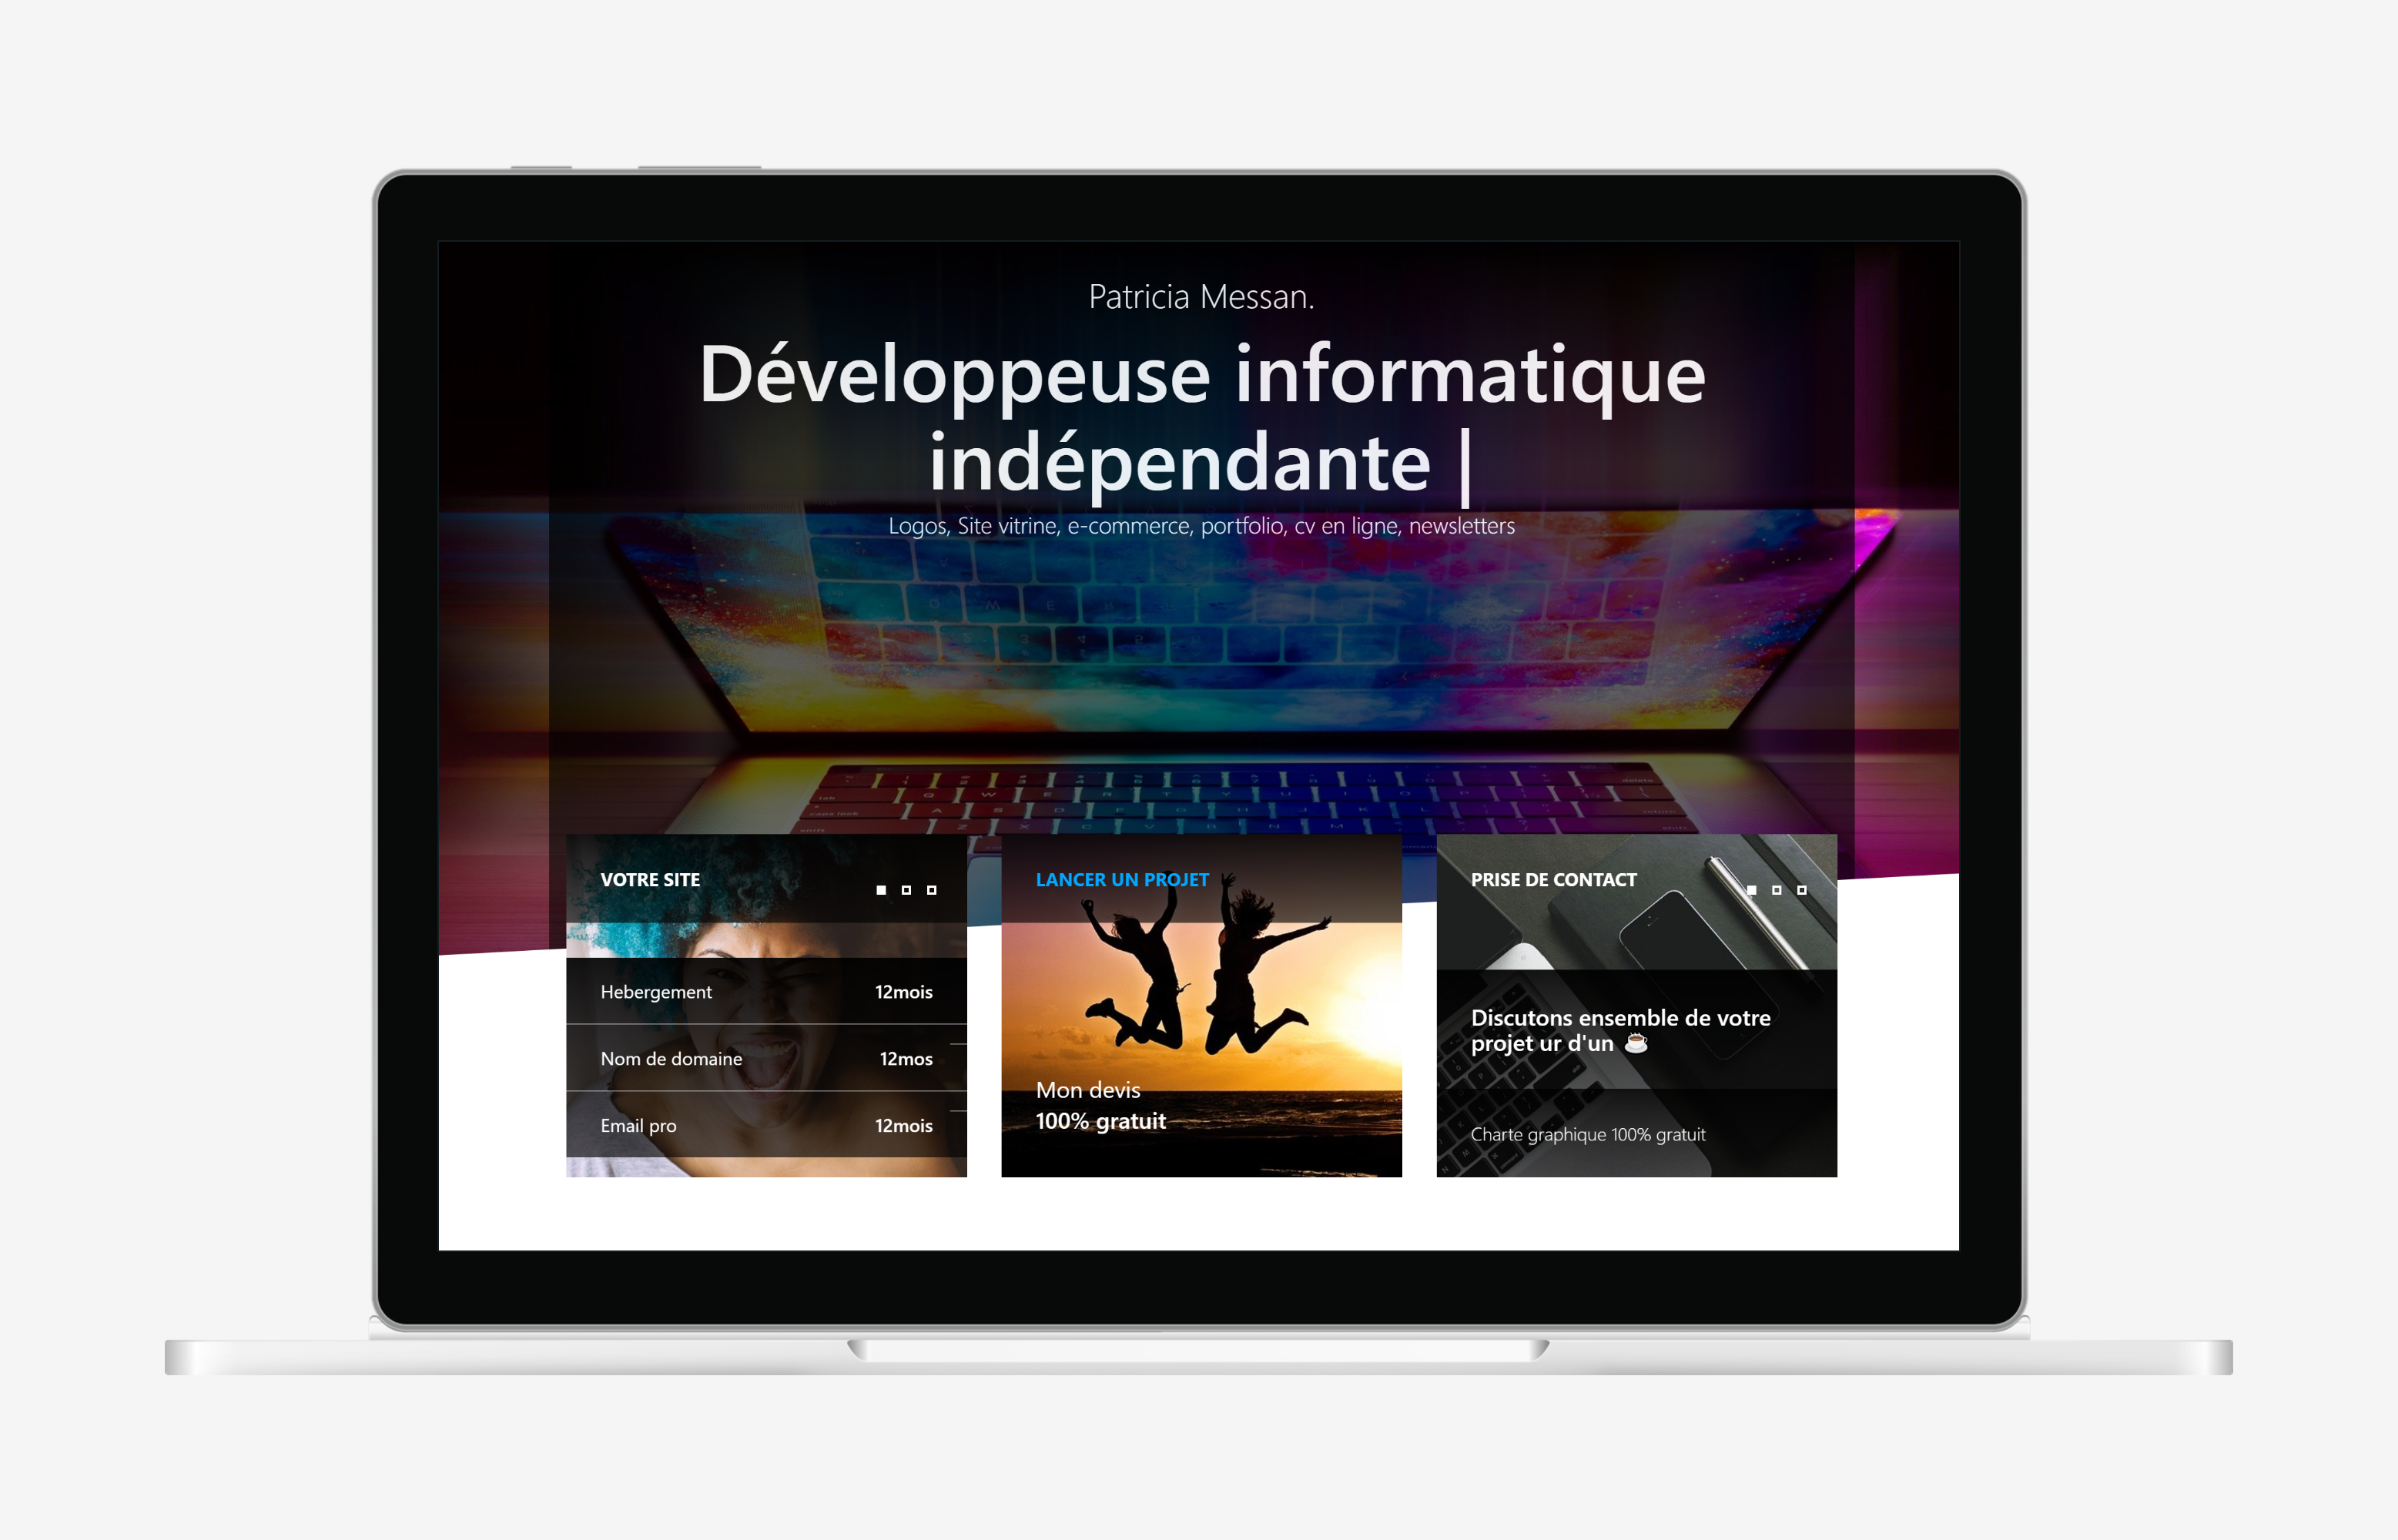 Patricia Messan.
Développeuse informatique
indépendante |
Logos, Site vitrine, e-commerce, portfolio, cv en ligne, newsletters
VOTRE SITE
Hebergement 12mois
Nom de domaine 12mos
Email pro 12mois
LANCER UN PROJET
Mon devis
100% gratuit
PRISE DE CONTACT
Discutons ensemble de votre
projet ur d'un ☕
Charte graphique 100% gratuit